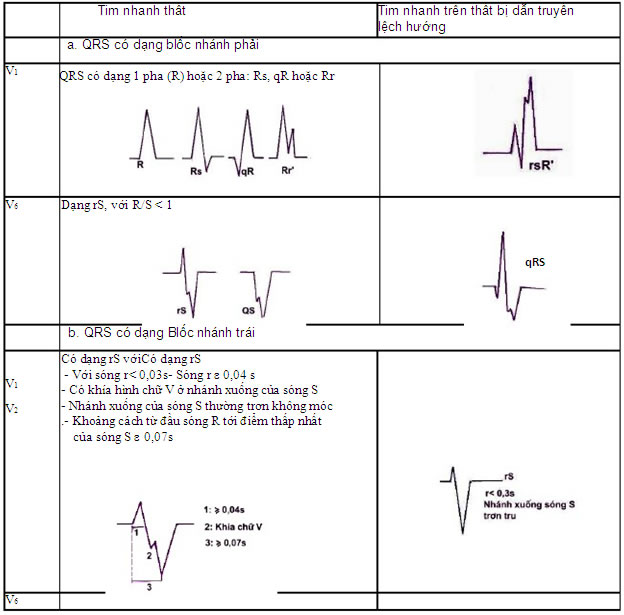 Tim nhanh thất
Tim nhanh trên thất bị dẫn truyền
lệch hướng
a. QRS có dạng blốc nhánh phải
V1
QRS có dạng 1 pha (R) hoặc 2 pha: Rs, qR hoặc Rr
R
Rs
qR
Rr'
rsR'
V6
Dạng rS, với R/S < 1
rS
QS
qRS
b. QRS có dạng Blốc nhánh trái
V1
V2
Có dạng rS vớiCó dạng rS
- Với sóng r< 0,03s- Sóng r ≥ 0,04 s
- Có khía hình chữ V ở nhánh xuống của sóng S
- Nhánh xuống của sóng S thường trơn không móc
.- Khoảng cách từ đầu sóng R tới điểm thấp nhất
của sóng S ≥ 0,07s
1
2
3
1: ≥ 0,04s
2: Khía chữ V
3: ≥ 0,07s
rS
r< 0,3s
Nhánh xuống sóng S
trơn tru
V6